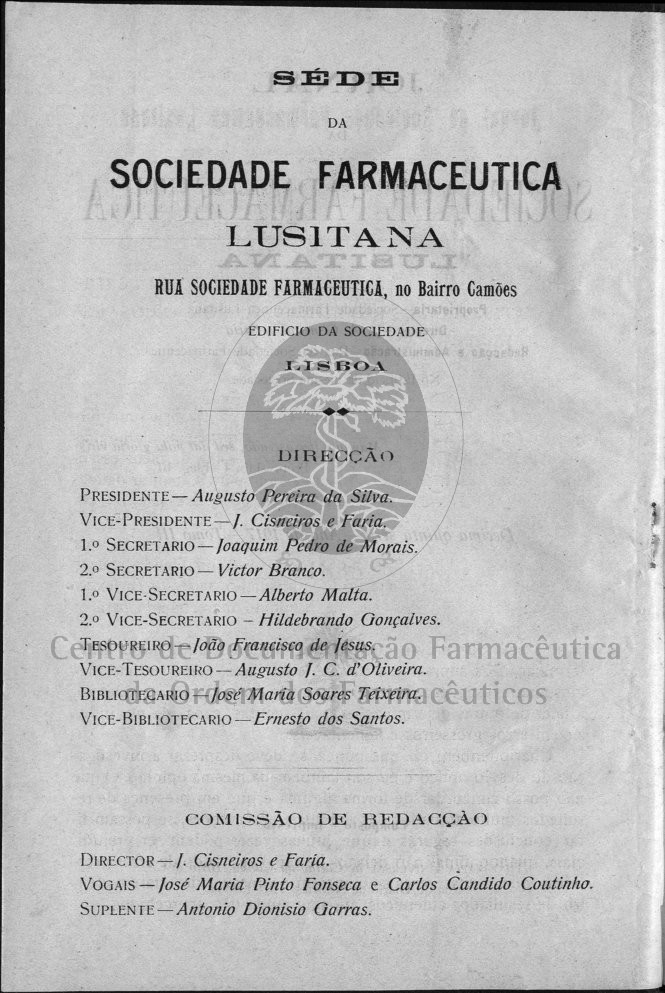 SÉDE
DA
SOCIEDADE FARMACEUTICA
LUSITANA
RUA SOCIEDADE FARMACEUTICA, no Bairro Camões
EDIFICIO DA SOCIEDADE
LISBOA
DIRECÇÃO
PRESIDENTE — Augusto Pereira da Silva.
VICE-PRESIDENTE — J. Cisneiros e Faria.
1.º SECRETARIO — Joaquim Pedro de Morais.
2.º SECRETARIO — Victor Branco.
1.º VICE-SECRETARIO — Alberto Malta.
2.º VICE-SECRETARIO – Hildebrando Gonçalves.
TESOUREIRO — João Francisco de Jesus.
Centro de Documentação Farmacêutica
VICE-TESOUREIRO — Augusto J. C. d'Oliveira.
BIBLIOTECARIO — José Maria Soares Teixeira.
da Ordem dos Farmacêuticos
VICE-BIBLIOTECARIO — Ernesto dos Santos.
COMISSÃO DE REDACÇÀO
DIRECTOR — J. Cisneiros e Faria.
VOGAIS — José Maria Pinto Fonseca e Carlos Candido Coutinho.
SUPLENTE — Antonio Dionisio Garras.